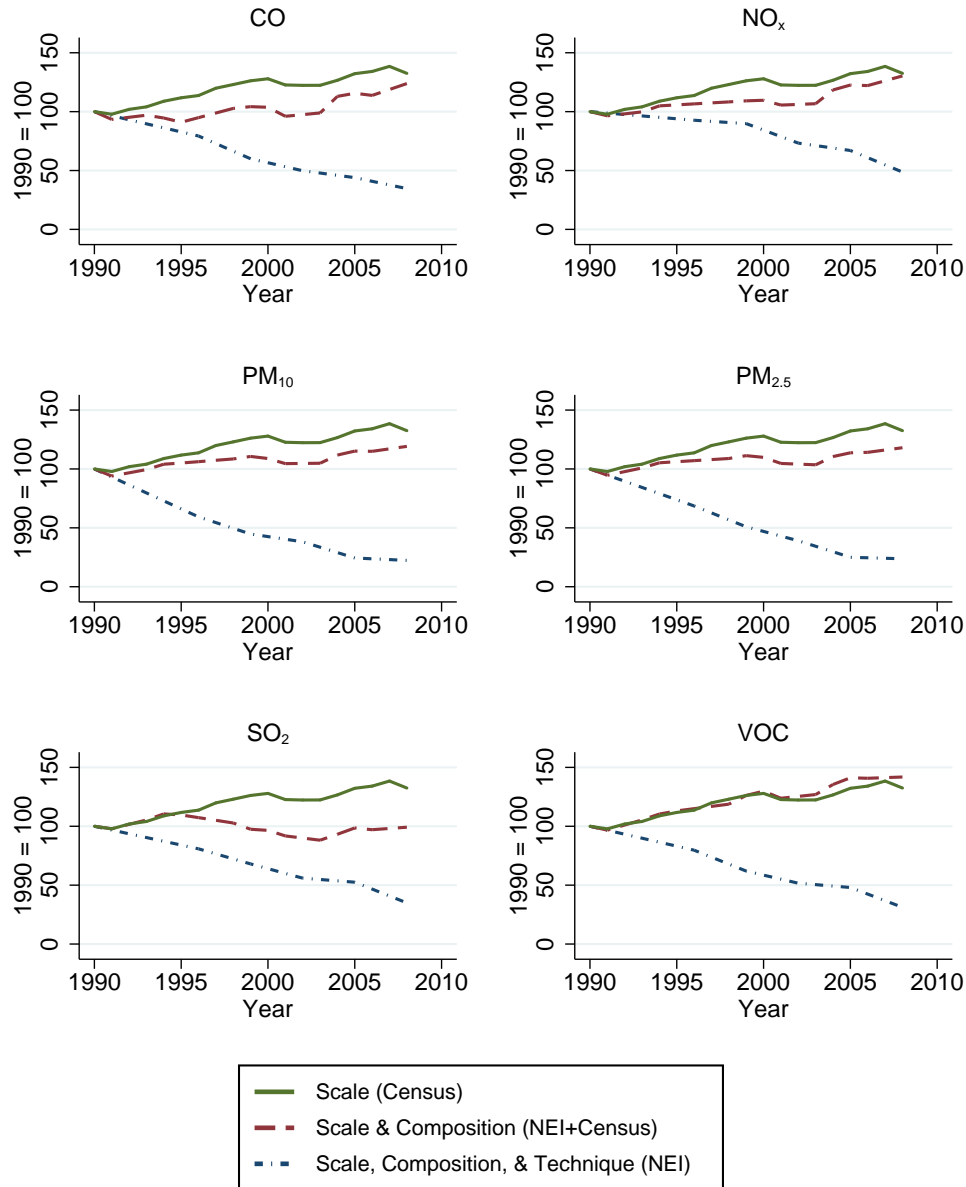 CO
NOₓ
150
100
50
0
1990 = 100
1990 1995 2000 2005 2010
Year
150
100
50
0
1990 = 100
1990 1995 2000 2005 2010
Year
PM₁₀
PM₂.₅
150
100
50
0
1990 = 100
1990 1995 2000 2005 2010
Year
150
100
50
0
1990 = 100
1990 1995 2000 2005 2010
Year
SO₂
VOC
150
100
50
0
1990 = 100
1990 1995 2000 2005 2010
Year
150
100
50
0
1990 = 100
1990 1995 2000 2005 2010
Year
Scale (Census)
Scale & Composition (NEI+Census)
Scale, Composition, & Technique (NEI)